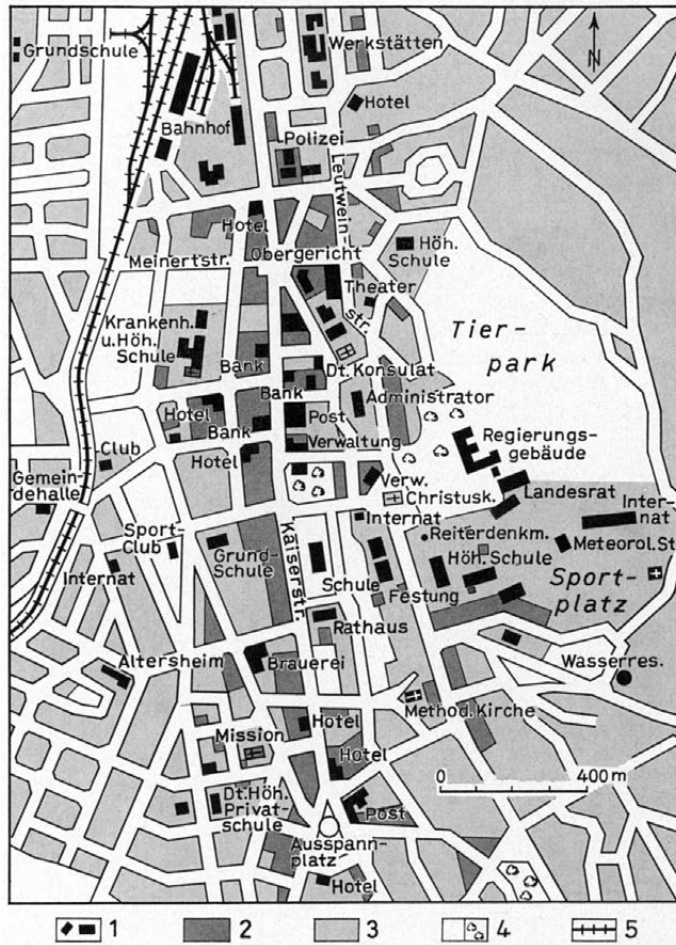 Grundschule
Werkstätten
N
Hotel
Bahnhof
Polizei
Leutwein-
str.
Hotel
Obergericht
Höh.
Schule
Meinertstr.
Theater
Krankenh.
u. Höh.
Schule
Tier-
park
Bank
Dt. Konsulat
Bank
Administrator
Hotel
Post
Bank
Verwaltung
Regierungs-
gebäude
Club
Hotel
Gemein-
dehalle
Verw.
Christusk.
Landesrat
Inter-
nat
Internat
Sport-
Club
Grund-
Schule
Kaiserstr.
Reiterdenkm.
Meteorol. St
Internat
Schule
Höh. Schule
Sport-
platz
Festung
Rathaus
Altersheim
Brauerei
Wasserres.
Method. Kirche
Hotel
Mission
Hotel
0 400 m
Dt. Höh.
Privat-
schule
Post
Ausspann-
platz
Hotel
1 2 3 4 5